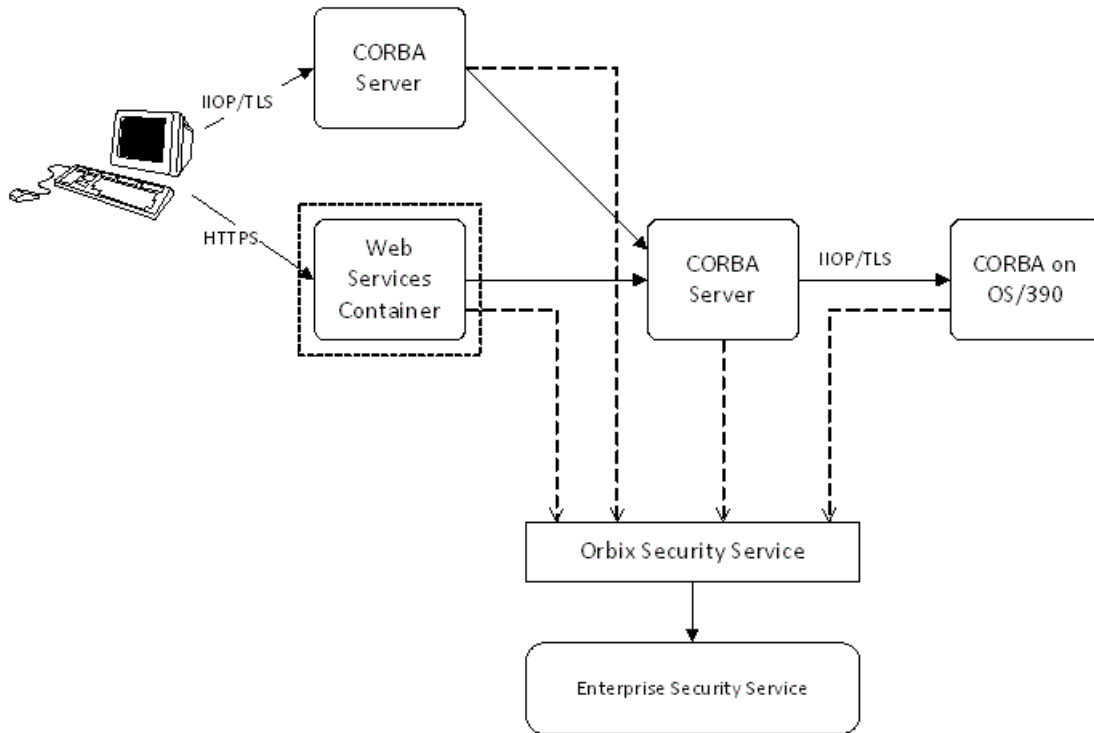 CORBA
Server
IIOP/TLS
HTTPS
Web
Services
Container
CORBA
Server
IIOP/TLS
CORBA on
OS/390
Orbix Security Service
Enterprise Security Service